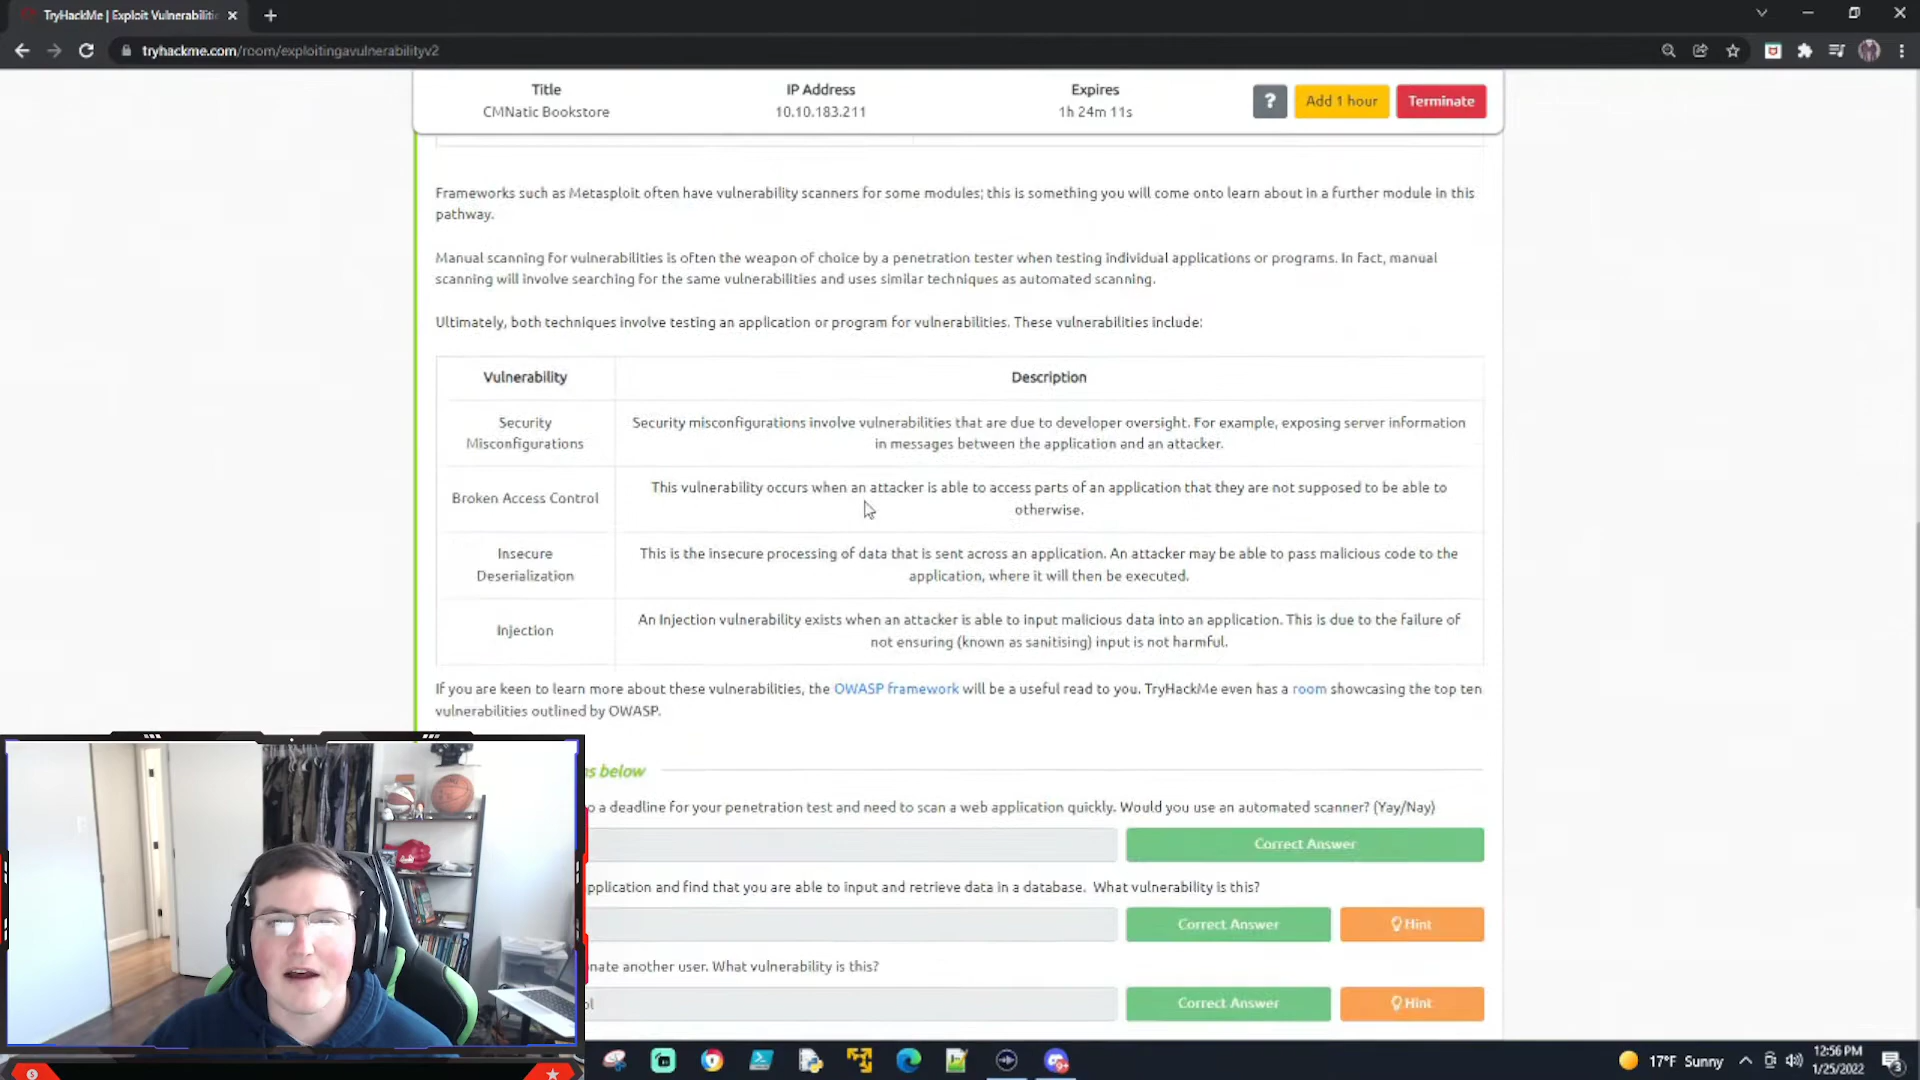 TryHackMe | Exploit Vulnerabiliti
tryhackme.com/room/exploitingavulnerabilityv2
Title
IP Address
Expires
CMNatic Bookstore
10.10.183.211
1h 24m 11s
?
Add 1 hour
Terminate
Frameworks such as Metasploit often have vulnerability scanners for some modules; this is something you will come onto learn about in a further module in this
pathway.
Manual scanning for vulnerabilities is often the weapon of choice by a penetration tester when testing individual applications or programs. In fact, manual
scanning will involve searching for the same vulnerabilities and uses similar techniques as automated scanning.
Ultimately, both techniques involve testing an application or program for vulnerabilities. These vulnerabilities include:
Vulnerability
Description
Security
Misconfigurations
Security misconfigurations involve vulnerabilities that are due to developer oversight. For example, exposing server information
in messages between the application and an attacker.
Broken Access Control
This vulnerability occurs when an attacker is able to access parts of an application that they are not supposed to be able to
otherwise.
Insecure
Deserialization
This is the insecure processing of data that is sent across an application. An attacker may be able to pass malicious code to the
application, where it will then be executed.
Injection
An Injection vulnerability exists when an attacker is able to input malicious data into an application. This is due to the failure of
not ensuring (known as sanitising) input is not harmful.
If you are keen to learn more about these vulnerabilities, the OWASP framework will be a useful read to you. TryHackMe even has a room showcasing the top ten
vulnerabilities outlined by OWASP.
s below
o a deadline for your penetration test and need to scan a web application quickly. Would you use an automated scanner? (Yay/Nay)
Correct Answer
pplication and find that you are able to input and retrieve data in a database. What vulnerability is this?
Correct Answer
Hint
nate another user. What vulnerability is this?
ol
Correct Answer
Hint
17°F Sunny
12:56 PM
1/25/2022
3